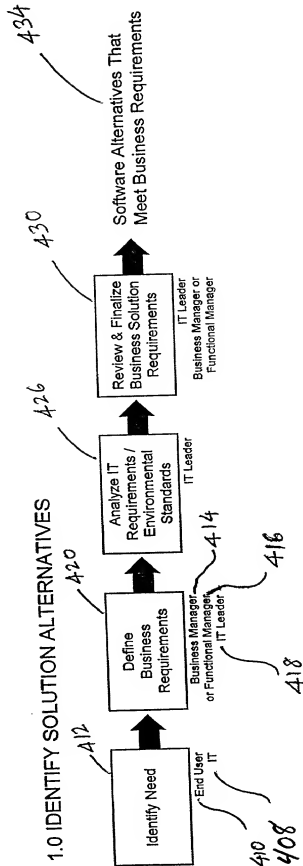 1.0 IDENTIFY SOLUTION ALTERNATIVES
412
Identify Need
End User
IT
410
408
420
Define
Business
Requirements
Business Manager
or Functional Manager
IT Leader
414
416
418
426
Analyze IT
Requirements /
Environmental
Standards
IT Leader
430
Review & Finalize
Business Solution
Requirements
IT Leader
Business Manager or
Functional Manager
434
Software Alternatives That
Meet Business Requirements